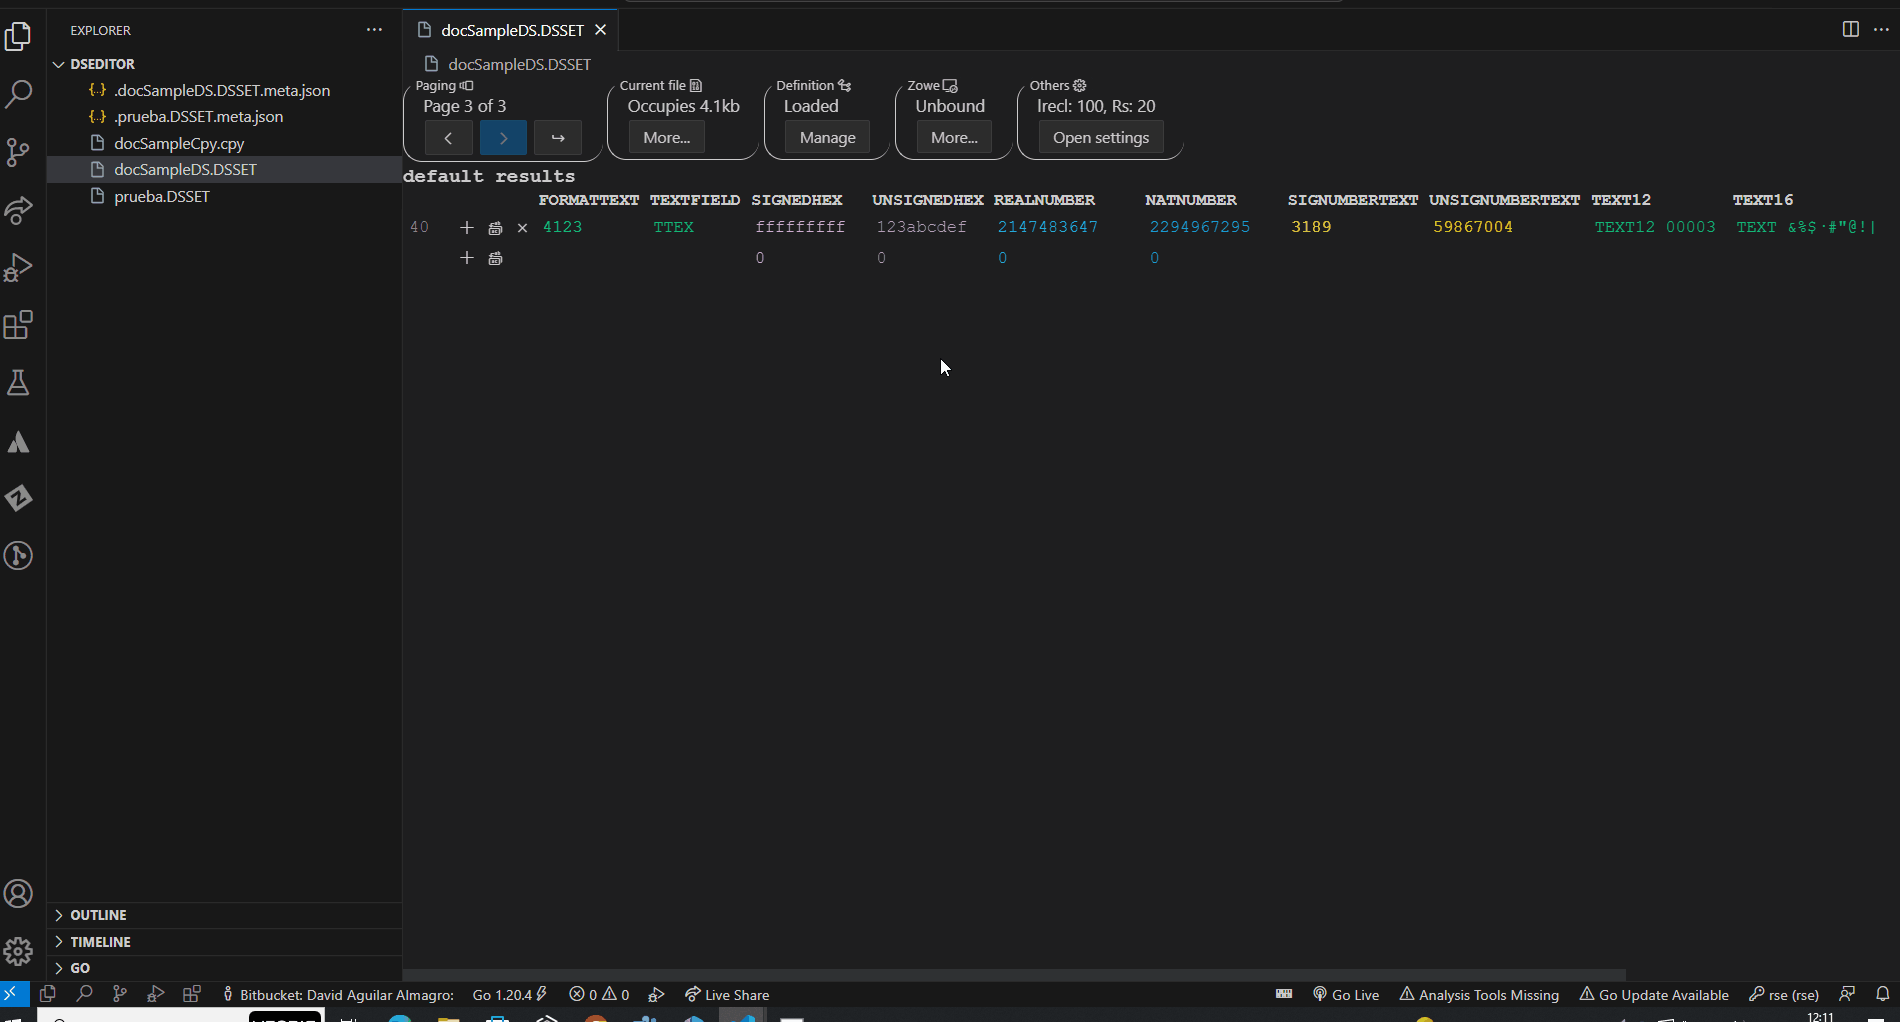 EXPLORER
DSEDITOR
.docSampleDS.DSSET.meta.json
.prueba.DSSET.meta.json
docSampleCpy.cpy
docSampleDS.DSSET
prueba.DSSET
OUTLINE
TIMELINE
GO
docSampleDS.DSSET
docSampleDS.DSSET
Paging
Page 3 of 3
Current file
Occupies 4.1kb
More...
Definition
Loaded
Manage
Zowe
Unbound
More...
Others
lrecl: 100, Rs: 20
Open settings
default results
FORMATTEXT TEXTFIELD SIGNEDHEX UNSIGNEDHEX REALNUMBER NATNUMBER SIGNUMBERTEXT UNSIGNUMBERTEXT TEXT12 TEXT16
40 4123 TTEX fffffffff 123abcdef 2147483647 2294967295 3189 59867004 TEXT12 00003 TEXT &%$·#"@!|
0 0 0 0
Bitbucket: David Aguilar Almagro: Go 1.20.4 0 0 Live Share Go Live Analysis Tools Missing Go Update Available rse (rse)
12:11